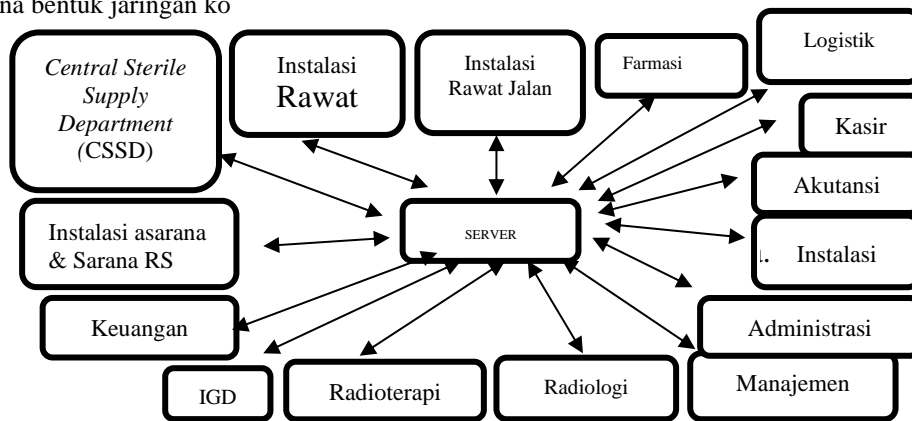 na bentuk jaringan ko
Central Sterile
Supply
Department
(CSSD)
Instalasi
Rawat
Instalasi
Rawat Jalan
Farmasi
Logistik
Kasir
Akutansi
Instalasi asarana
& Sarana RS
SERVER
Instalasi
Keuangan
Administrasi
IGD
Radioterapi
Radiologi
Manajemen